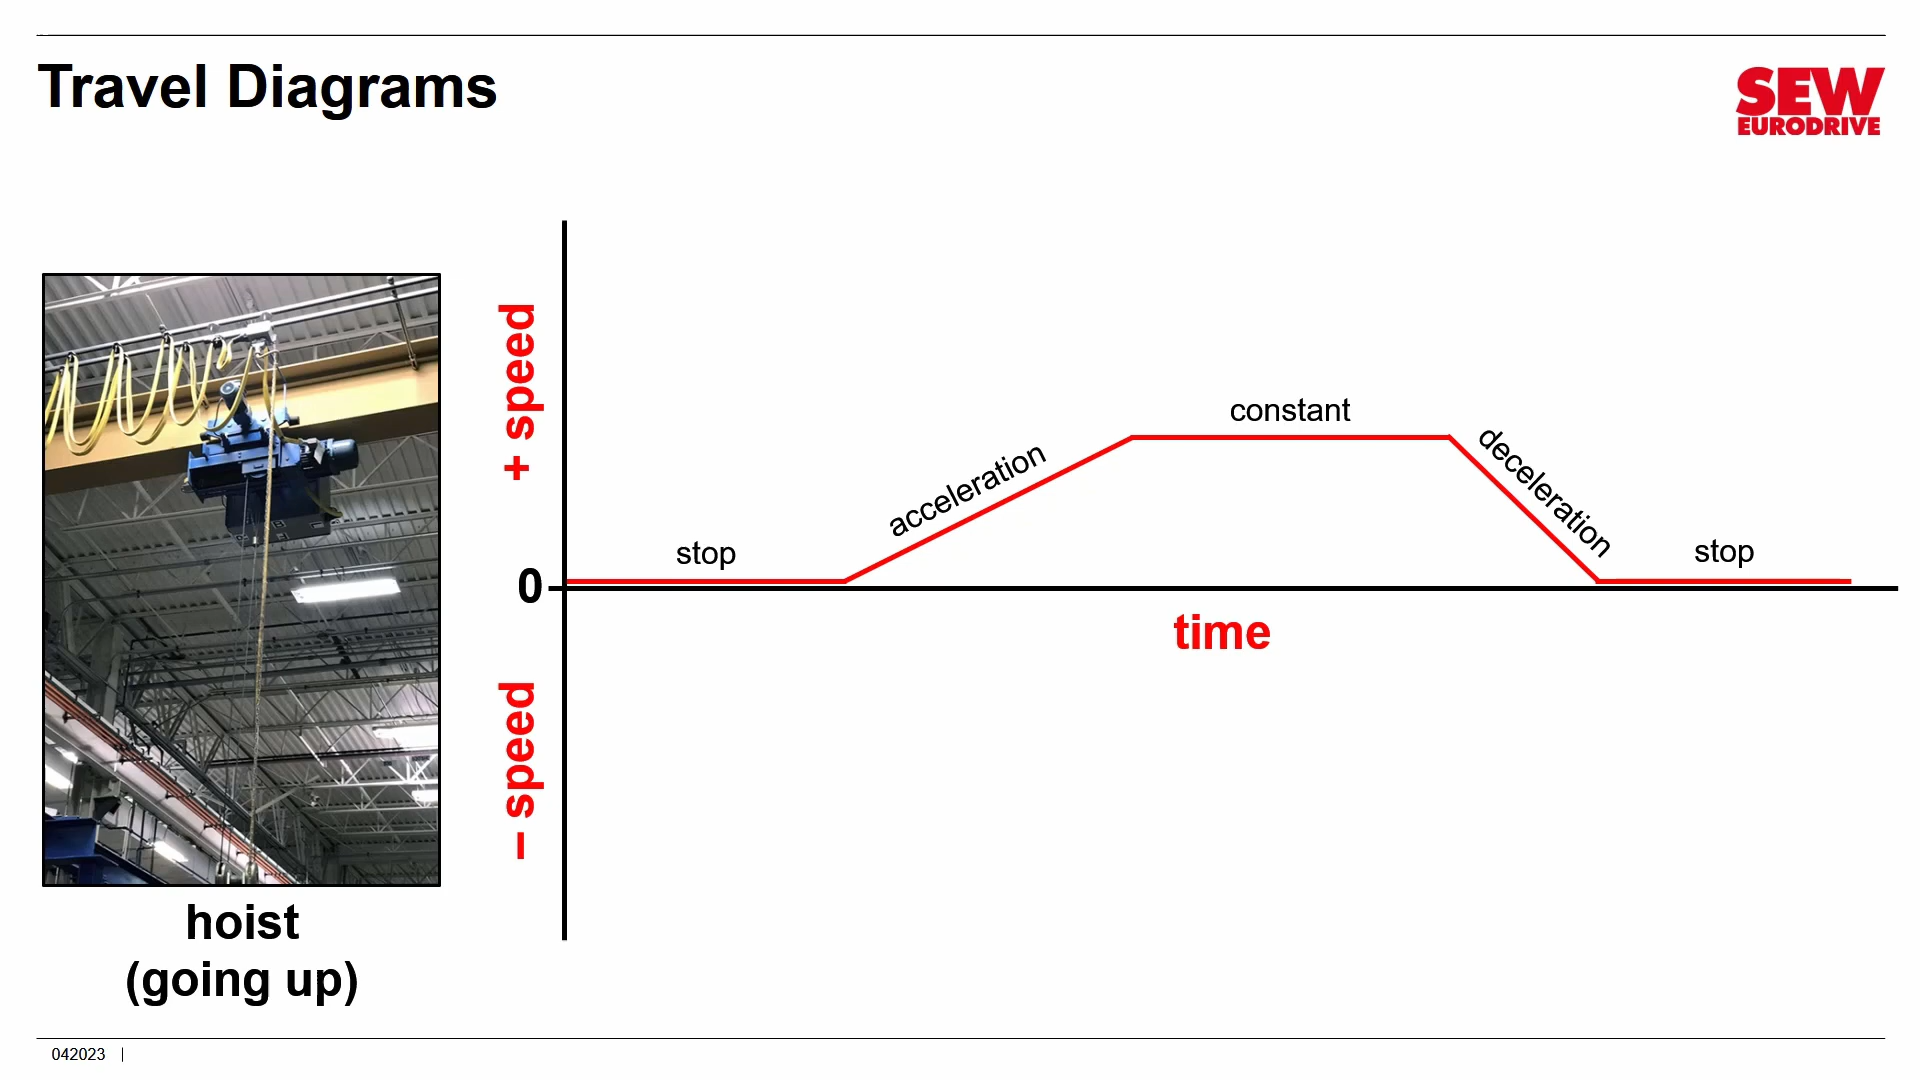 Travel Diagrams
SEW
EURODRIVE
+ speed
constant
acceleration
deceleration
stop
stop
0
time
– speed
hoist
(going up)
042023 |